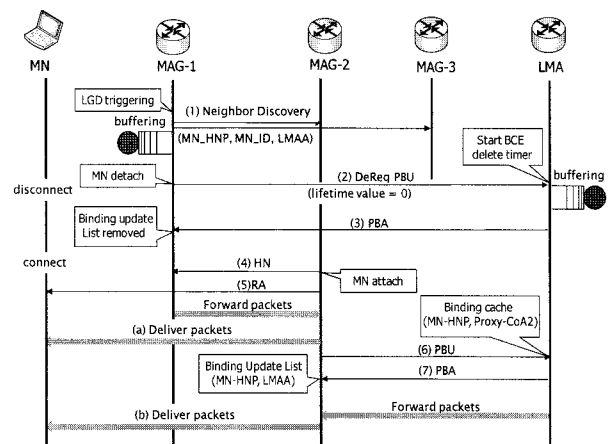 MN
MAG-1
MAG-2
MAG-3
LMA
LGD triggering
(1) Neighbor Discovery
buffering
(MN_HNP, MN_ID, LMAA)
Start BCE
delete timer
MN detach
(2) DeReq PBU
buffering
disconnect
(lifetime value = 0)
Binding update
List removed
(3) PBA
connect
(4) HN
MN attach
(5)RA
Forward packets
Binding cache
(MN-HNP, Proxy-CoA2)
(a) Deliver packets
(6) PBU
Binding Update List
(MN-HNP, LMAA)
(7) PBA
(b) Deliver packets
Forward packets